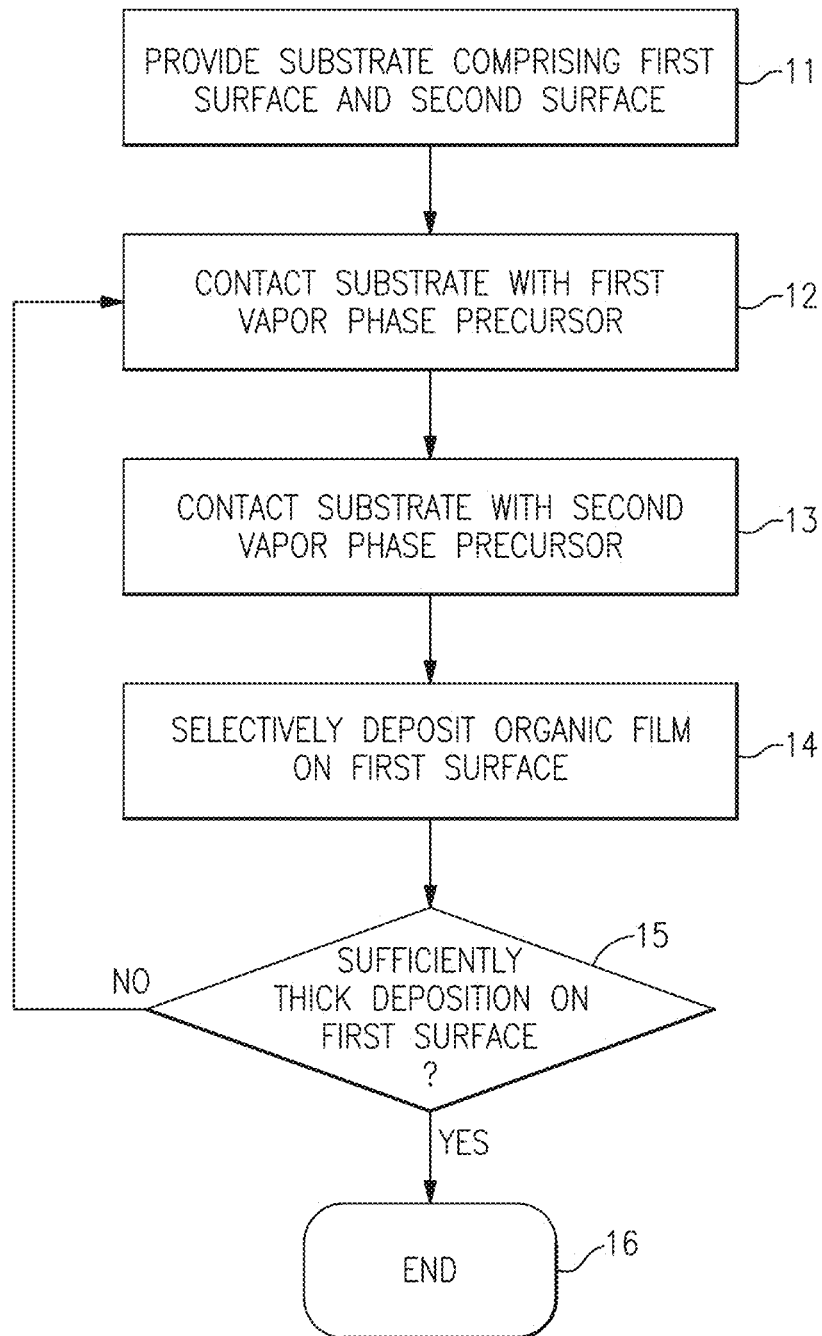 PROVIDE SUBSTRATE COMPRISING FIRST
SURFACE AND SECOND SURFACE
11
CONTACT SUBSTRATE WITH FIRST
VAPOR PHASE PRECURSOR
12
CONTACT SUBSTRATE WITH SECOND
VAPOR PHASE PRECURSOR
13
SELECTIVELY DEPOSIT ORGANIC FILM
ON FIRST SURFACE
14
15
NO
SUFFICIENTLY
THICK DEPOSITION ON
FIRST SURFACE
?
YES
END
16